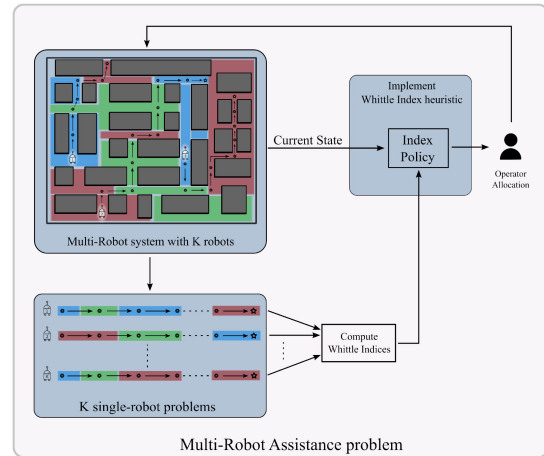 Implement
Whittle Index heuristic
Current State
Index
Policy
Operator
Allocation
Multi-Robot system with K robots
Compute
Whittle Indices
K single-robot problems
Multi-Robot Assistance problem